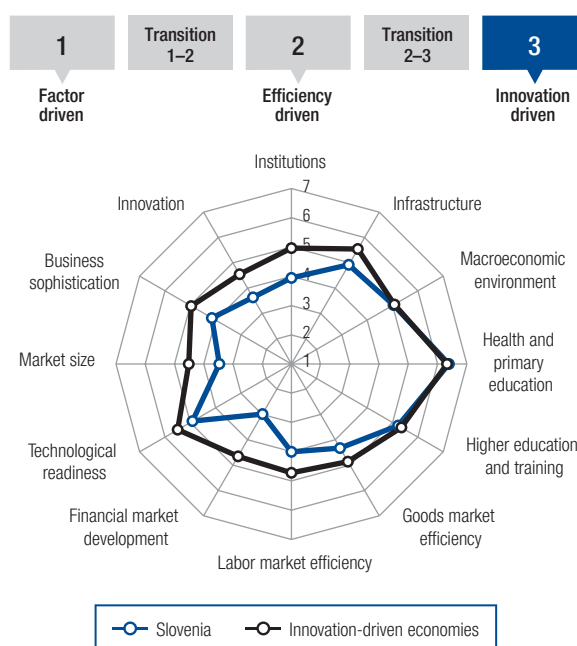 1
Transition
1–2
2
Transition
2–3
3
Factor
driven
Efficiency
driven
Innovation
driven
Institutions
7
6
5
4
3
2
1
Infrastructure
Macroeconomic
environment
Health and
primary
education
Higher education
and training
Goods market
efficiency
Labor market efficiency
Financial market
development
Technological
readiness
Market size
Business
sophistication
Innovation
Slovenia
Innovation-driven economies